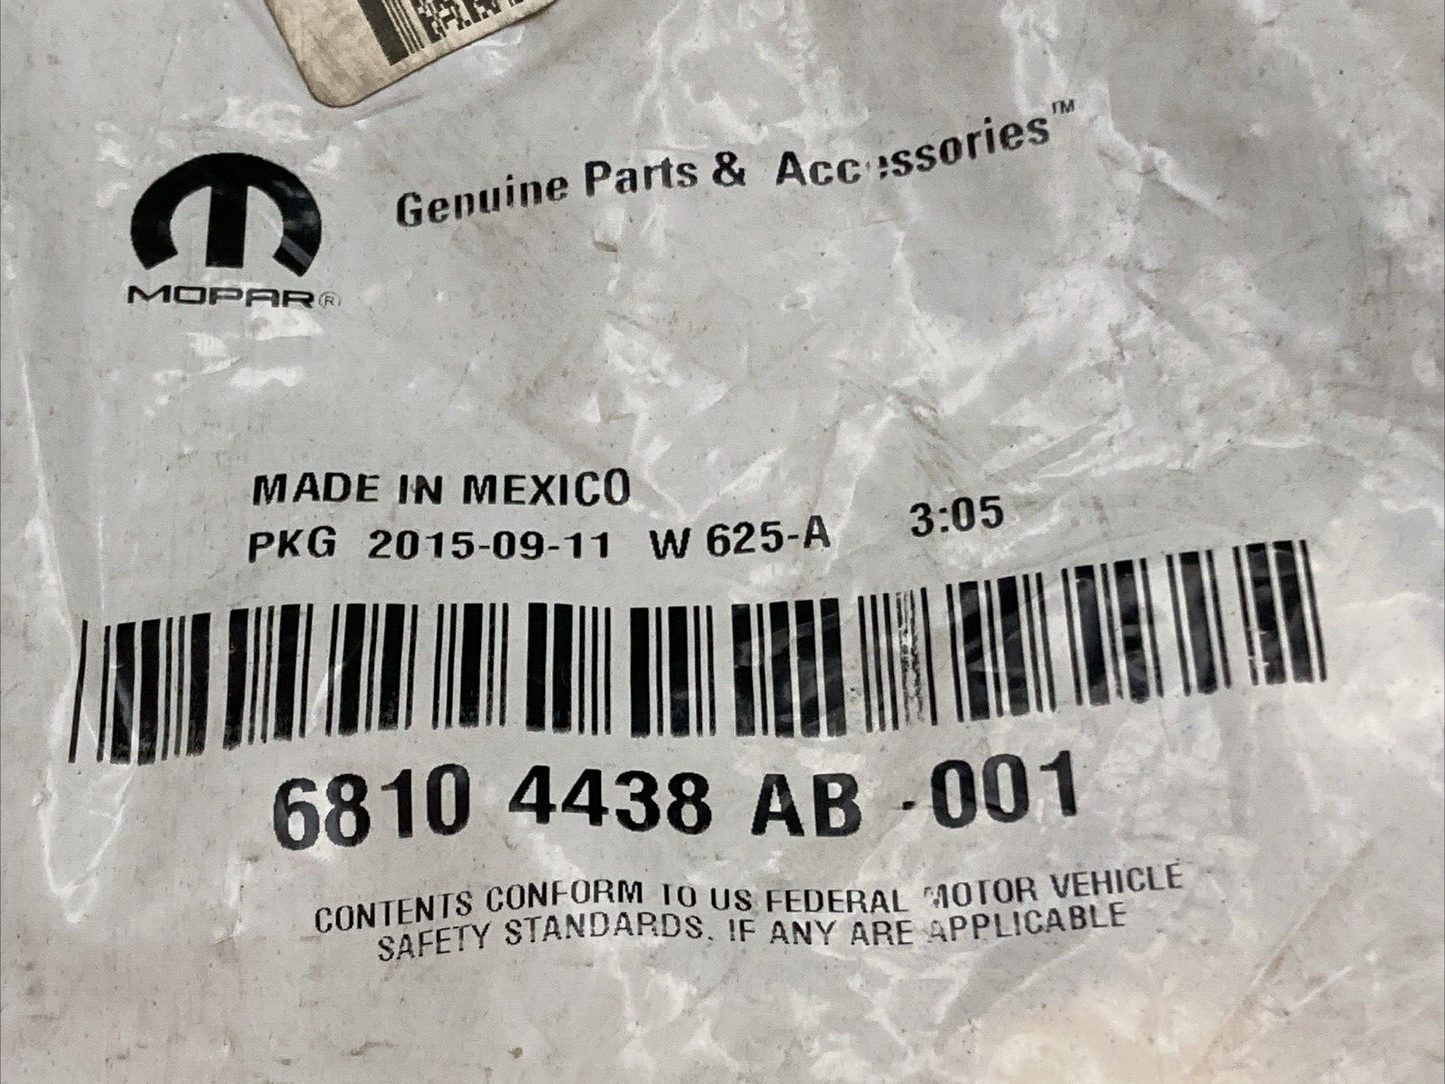 Genuine Parts & Accessories™
MOPAR®
MADE IN MEXICO
PKG 2015-09-11 W 625-A 3:05
6810 4438 AB -001
CONTENTS CONFORM TO US FEDERAL MOTOR VEHICLE
SAFETY STANDARDS, IF ANY ARE APPLICABLE